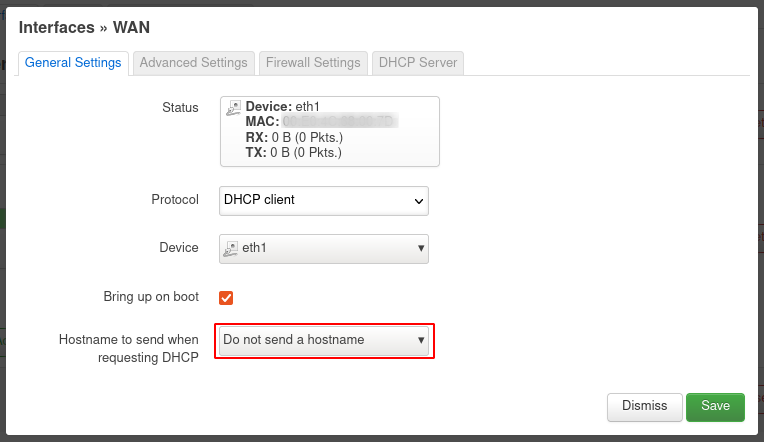 Interfaces » WAN
General Settings
Advanced Settings
Firewall Settings
DHCP Server
Status
Device: eth1
MAC:
RX: 0 B (0 Pkts.)
TX: 0 B (0 Pkts.)
Protocol
DHCP client
Device
eth1
Bring up on boot
Hostname to send when
requesting DHCP
Do not send a hostname
Dismiss
Save